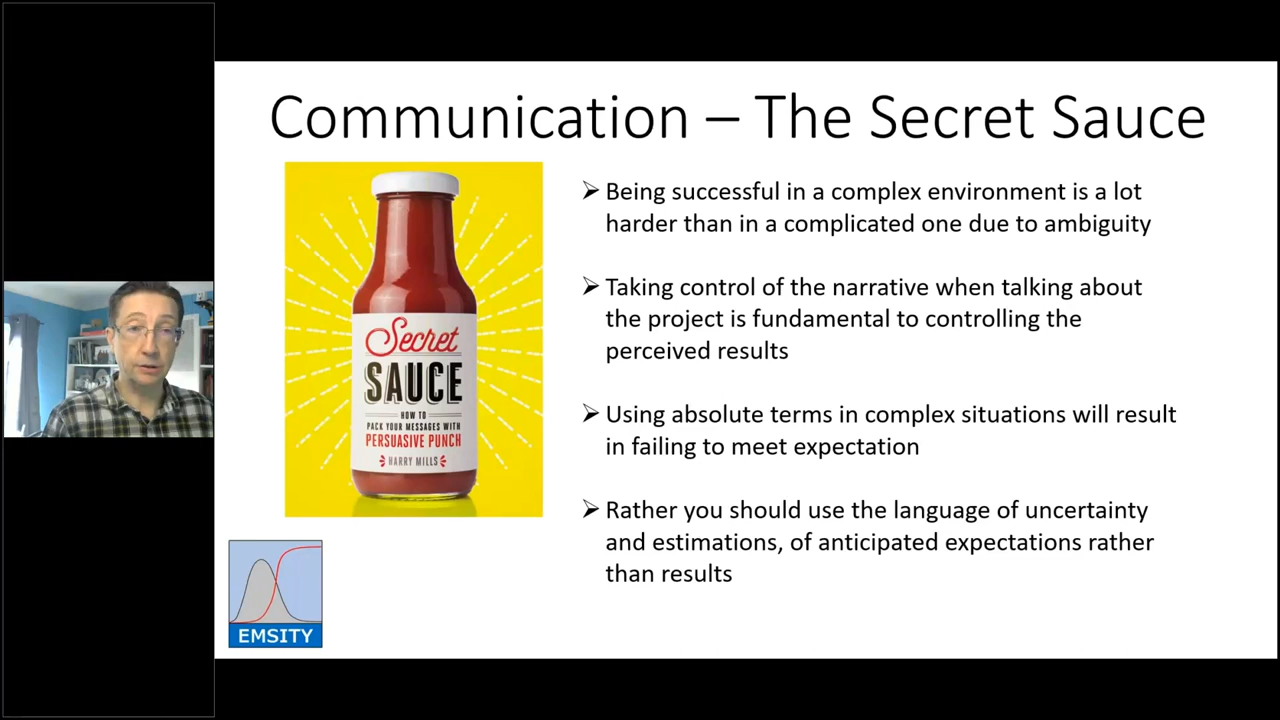 Communication – The Secret Sauce
Secret
SAUCE
HOW TO
PACK YOUR MESSAGES WITH
PERSUASIVE PUNCH
HARRY MILLS
➢ Being successful in a complex environment is a lot
harder than in a complicated one due to ambiguity
➢ Taking control of the narrative when talking about
the project is fundamental to controlling the
perceived results
➢ Using absolute terms in complex situations will result
in failing to meet expectation
➢ Rather you should use the language of uncertainty
and estimations, of anticipated expectations rather
than results
EMSITY